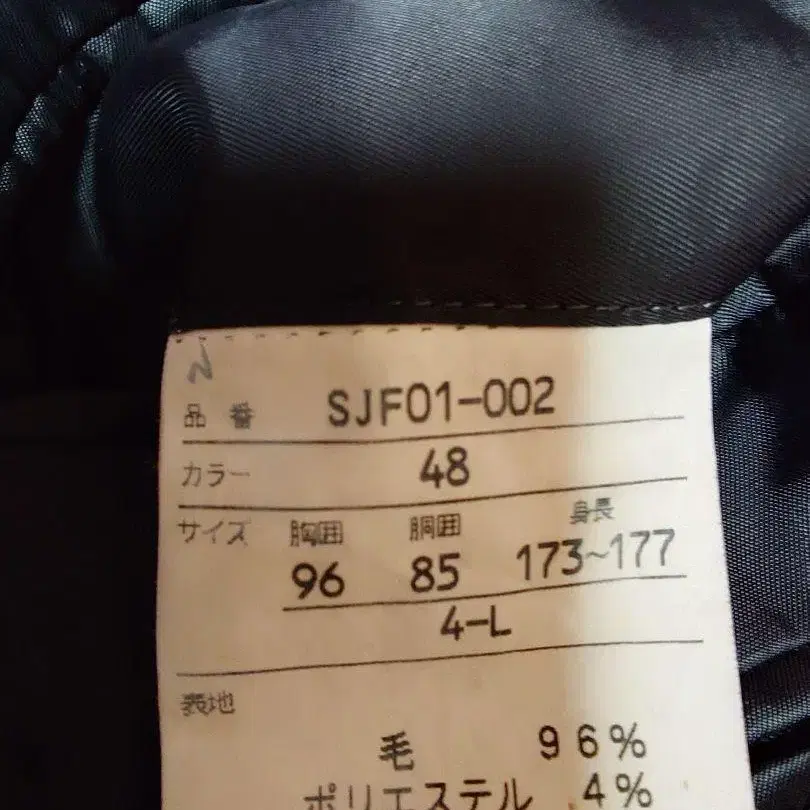 品番 SJF01-002
カラー 48
サイズ 胸囲 胴囲 身長
96 85 173~177
4-L
表地
毛 96%
ポリエステル 4%